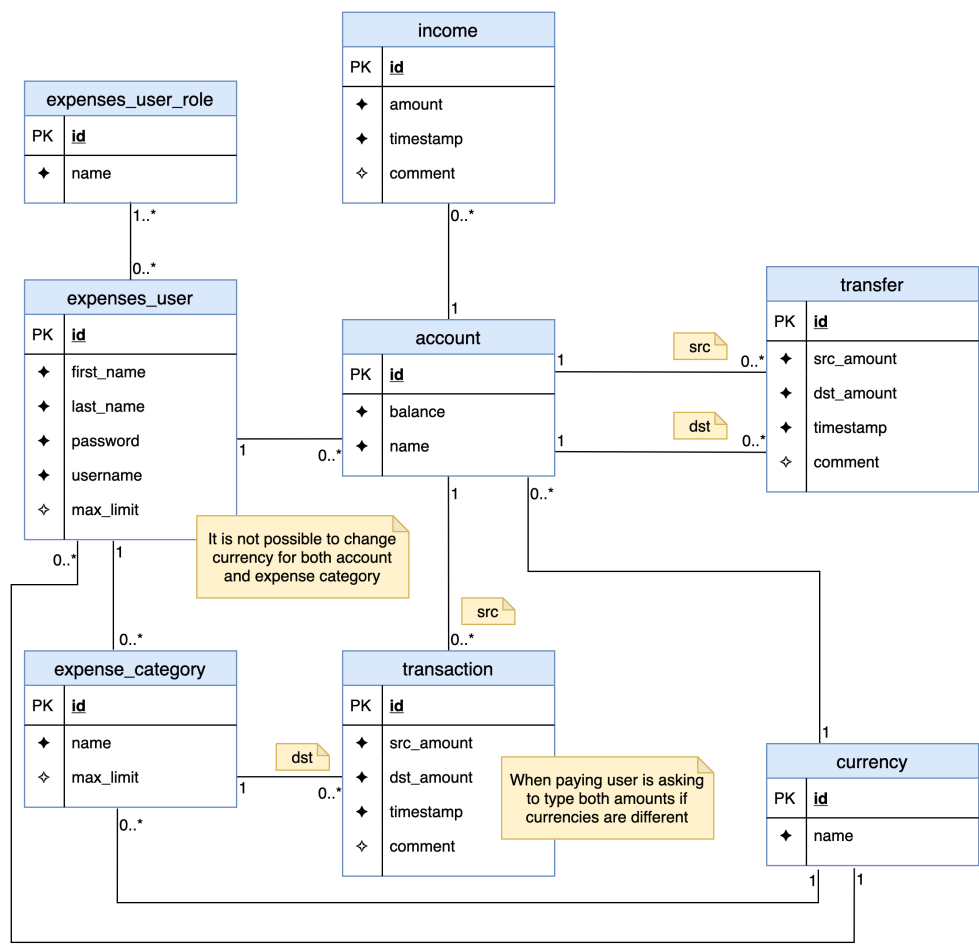 income
PK id
✦ amount
✦ timestamp
✧ comment
expenses_user_role
PK id
✦ name
1..*
0..*
0..*
1
expenses_user
PK id
✦ first_name
✦ last_name
✦ password
✦ username
✧ max_limit
account
PK id
✦ balance
✦ name
transfer
PK id
✦ src_amount
✦ dst_amount
✦ timestamp
✧ comment
1
src
0..*
1
dst
0..*
1
0..*
It is not possible to change
currency for both account
and expense category
0..*
1
0..*
1
0..*
src
0..*
expense_category
PK id
✦ name
✧ max_limit
1
dst
0..*
transaction
PK id
✦ src_amount
✦ dst_amount
✦ timestamp
✧ comment
When paying user is asking
to type both amounts if
currencies are different
1
currency
PK id
✦ name
0..*
1
1